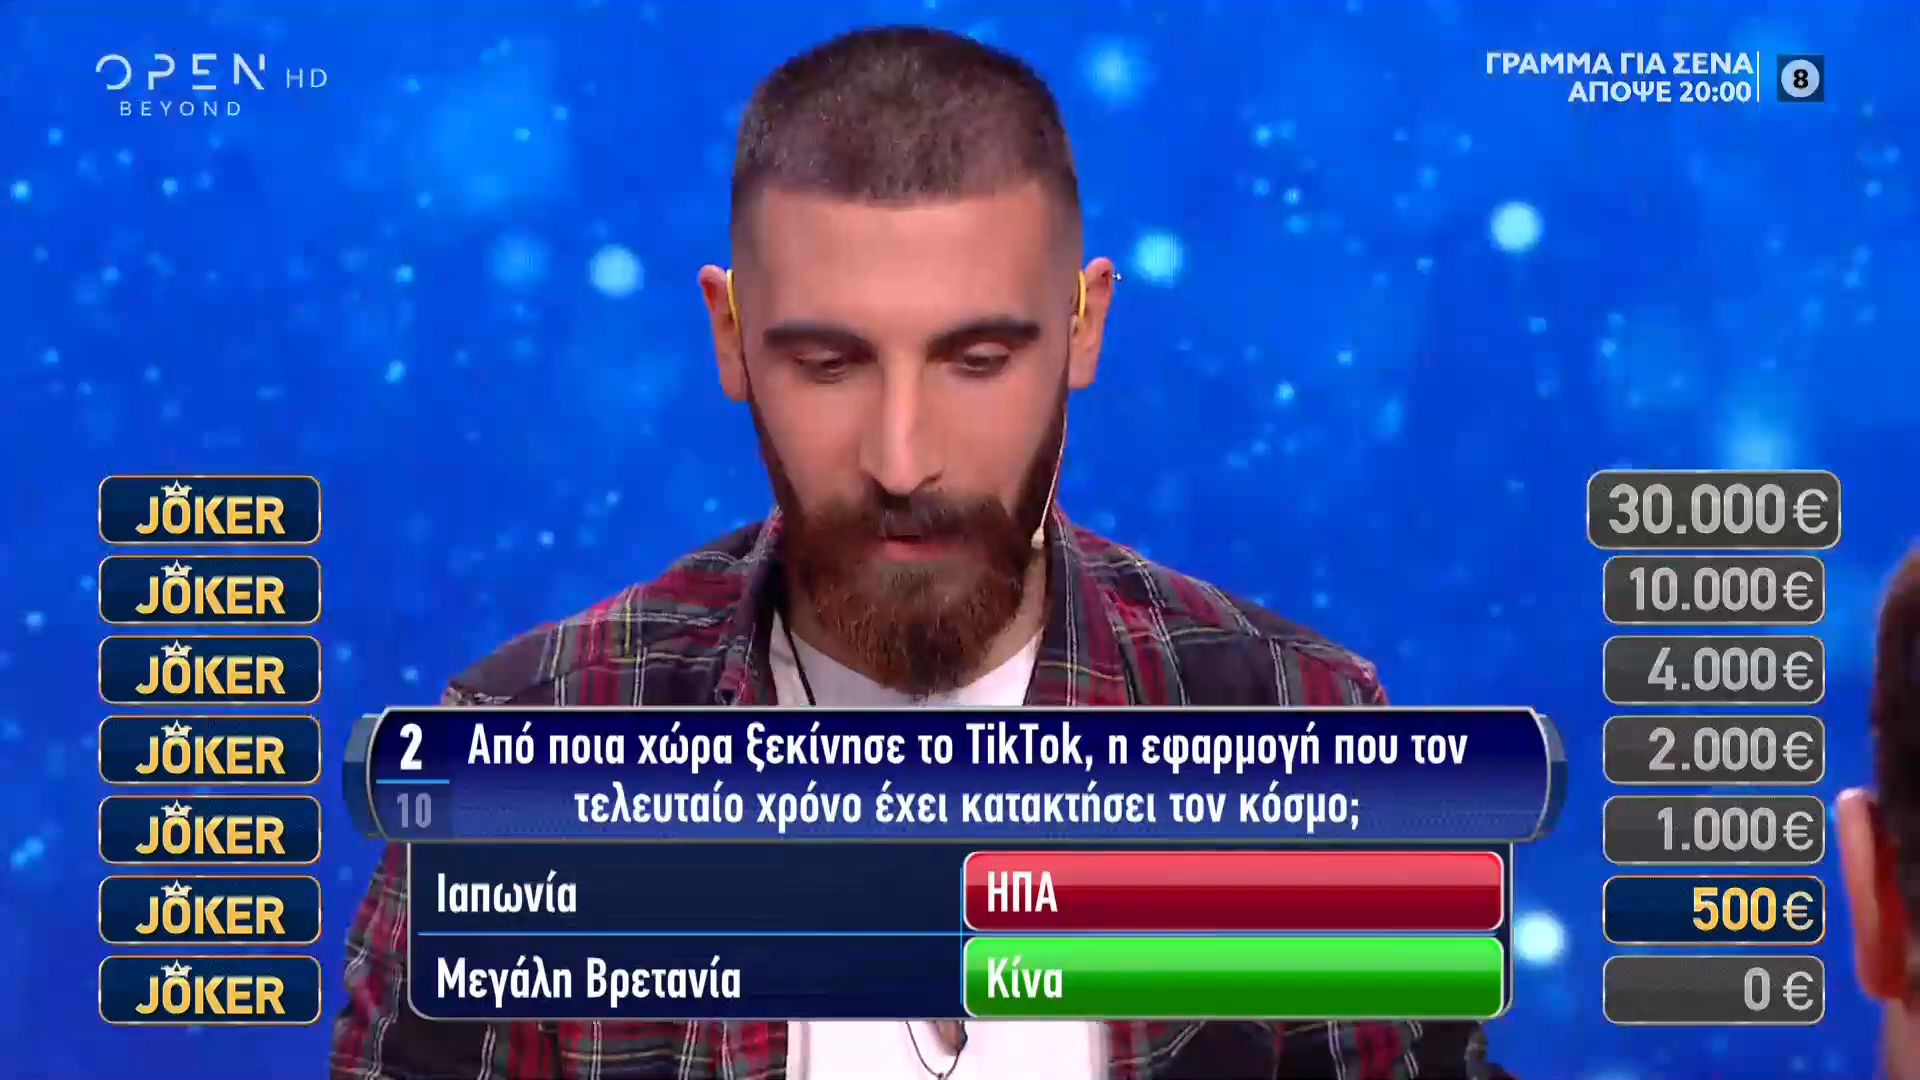 OPEN HD
BEYOND
ΓΡΑΜΜΑ ΓΙΑ ΣΕΝΑ
ΑΠΟΨΕ 20:00
8
JOKER
JOKER
JOKER
JOKER
JOKER
JOKER
JOKER
30.000€
10.000€
4.000€
2.000€
1.000€
500€
0€
2
10
Από ποια χώρα ξεκίνησε το TikTok, η εφαρμογή που τον
τελευταίο χρόνο έχει κατακτήσει τον κόσμο;
Ιαπωνία
ΗΠΑ
Μεγάλη Βρετανία
Κίνα